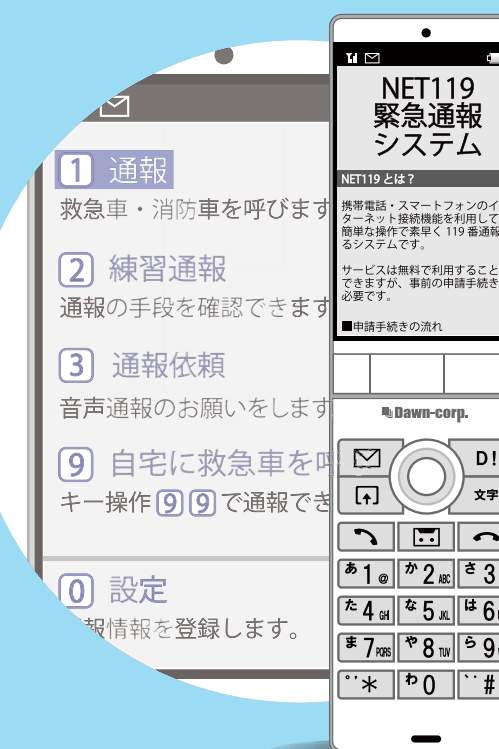 1 通報
救急車・消防車を呼びます
2 練習通報
通報の手段を確認できます
3 通報依頼
音声通報のお願いをします
9 自宅に救急車を呼
キー操作99で通報でき
0 設定
報情報を登録します。
NET119
緊急通報
システム
NET119 とは？
携帯電話・スマートフォンのイ
ターネット接続機能を利用して
簡単な操作で素早く 119 番通報
るシステムです。
サービスは無料で利用すること
できますが、事前の申請手続き
必要です。
■申請手続きの流れ
Dawn-corp.
D!
文字
あ 1 @
か 2 ABC
さ 3
た 4 GHI
な 5 JKL
は 6
ま 7 PQRS
や 8 TUV
ら 9
゜' ＊
わ 0
#